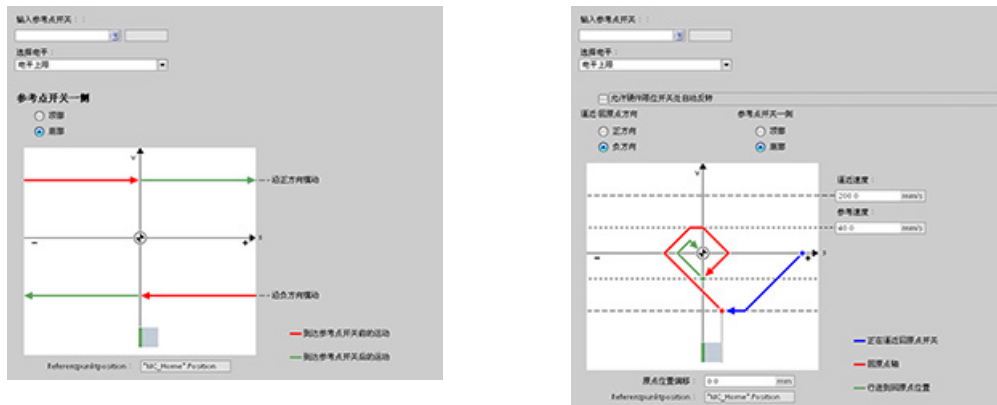 输入参考点开关：
选择电平：
电平上限
参考点开关一侧
顶部
底部
v
沿正方向慢动
x
-
+
沿负方向慢动
到达参考点开关前的运动
到达参考点开关后的运动
Referenzpunktposition：
"MC_Home".Position
输入参考点开关：
选择电平：
电平上限
允许硬件限位开关处自动反转
逼近/回原点方向
参考点开关一侧
正方向
顶部
负方向
底部
v
逼近速度：
200.0 mm/s
参考速度：
40.0 mm/s
x
-
+
正在逼近回原点开关
回原点轴
行进到回原点位置
原点位置偏移：
0.0 mm
Referenzpunktposition：
"MC_Home".Position